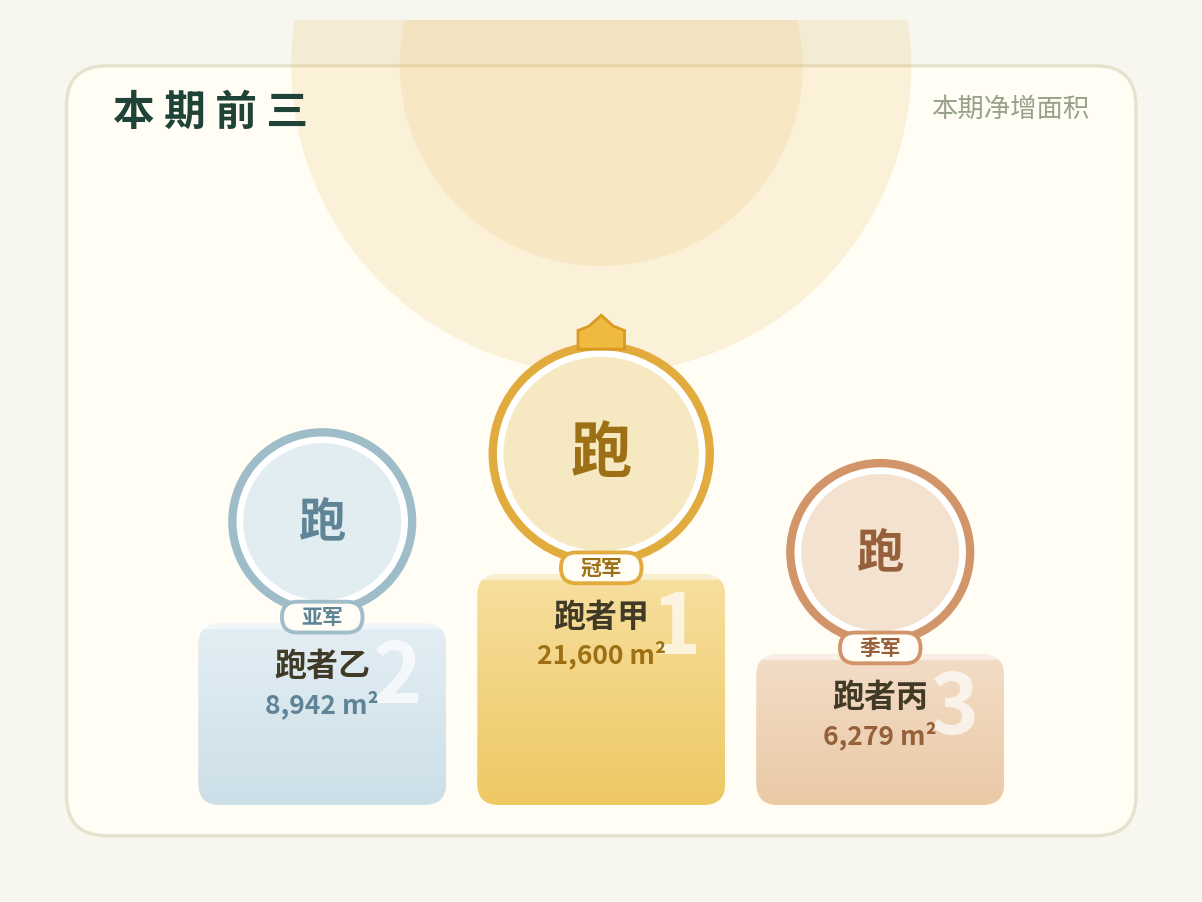 本期前三
本期净增面积
跑
亚军
跑者乙
8,942 m²
2
跑
冠军
跑者甲
21,600 m²
1
跑
季军
跑者丙
6,279 m²
3